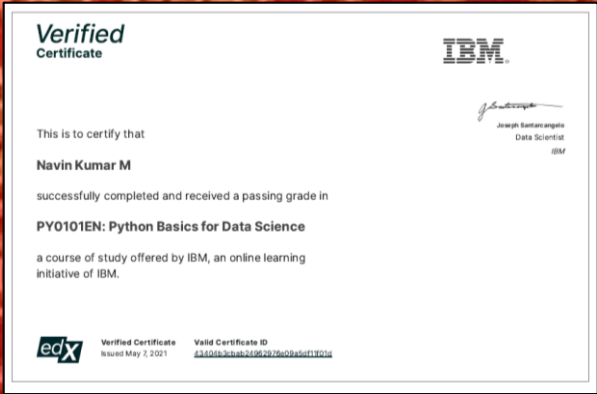 Verified
Certificate
IBM.
Joseph Santarcangelo
Data Scientist
IBM
This is to certify that
Navin Kumar M
successfully completed and received a passing grade in
PY0101EN: Python Basics for Data Science
a course of study offered by IBM, an online learning
initiative of IBM.
edX
Verified Certificate
Issued May 7, 2021
Valid Certificate ID